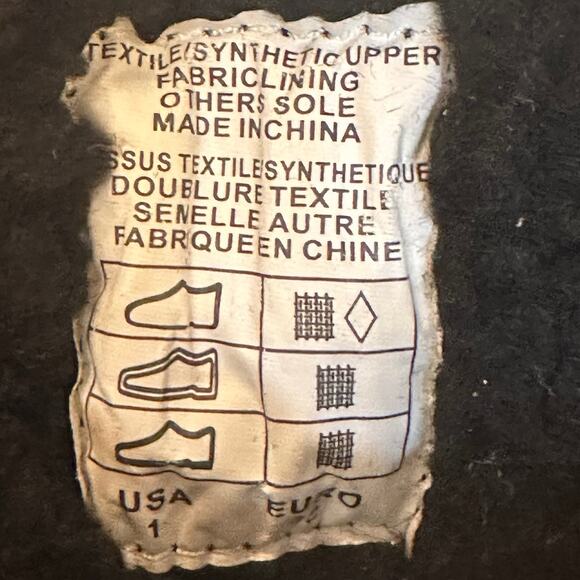 TEXTILE/SYNTHETIC UPPER
FABRICLINING
OTHERS SOLE
MADE INCHINA
SSUS TEXTILE/SYNTHETIQUE
DOUBLURE TEXTILE
SEMELLE AUTRE
FABRQUEEN CHINE
USA EURO
1